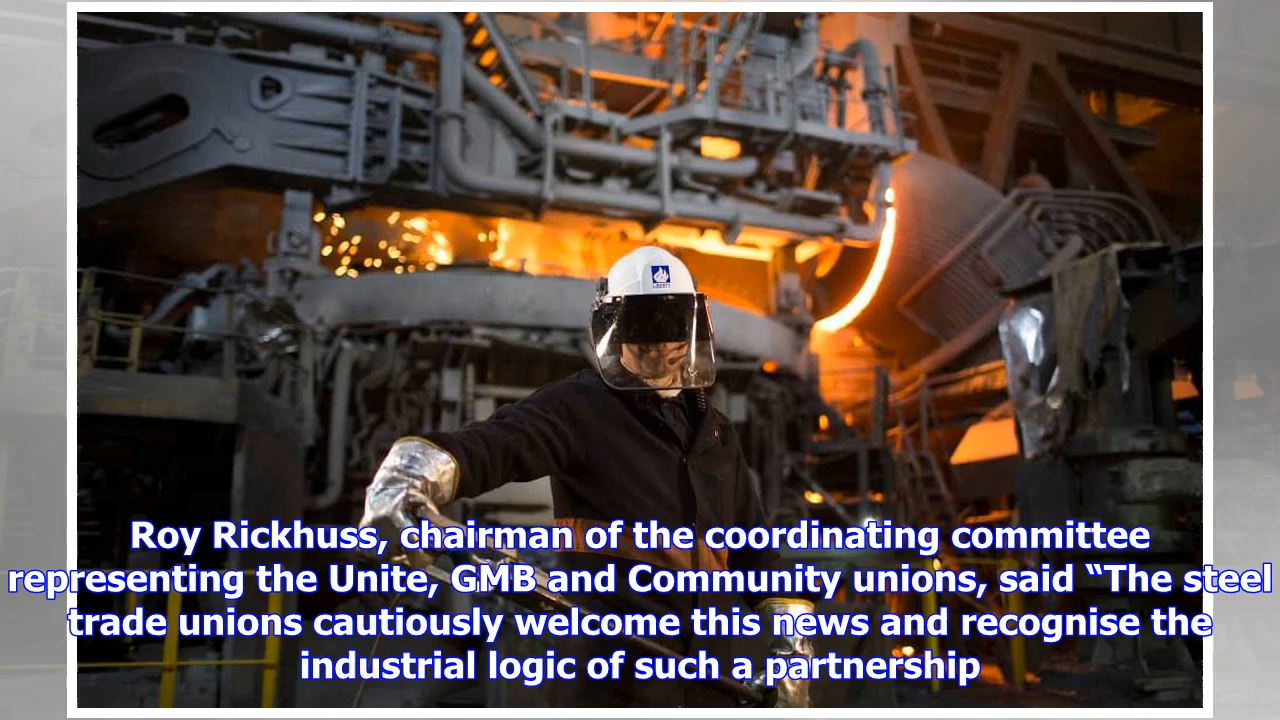 LIBERTY
Roy Rickhuss, chairman of the coordinating committee
representing the Unite, GMB and Community unions, said “The steel
trade unions cautiously welcome this news and recognise the
industrial logic of such a partnership